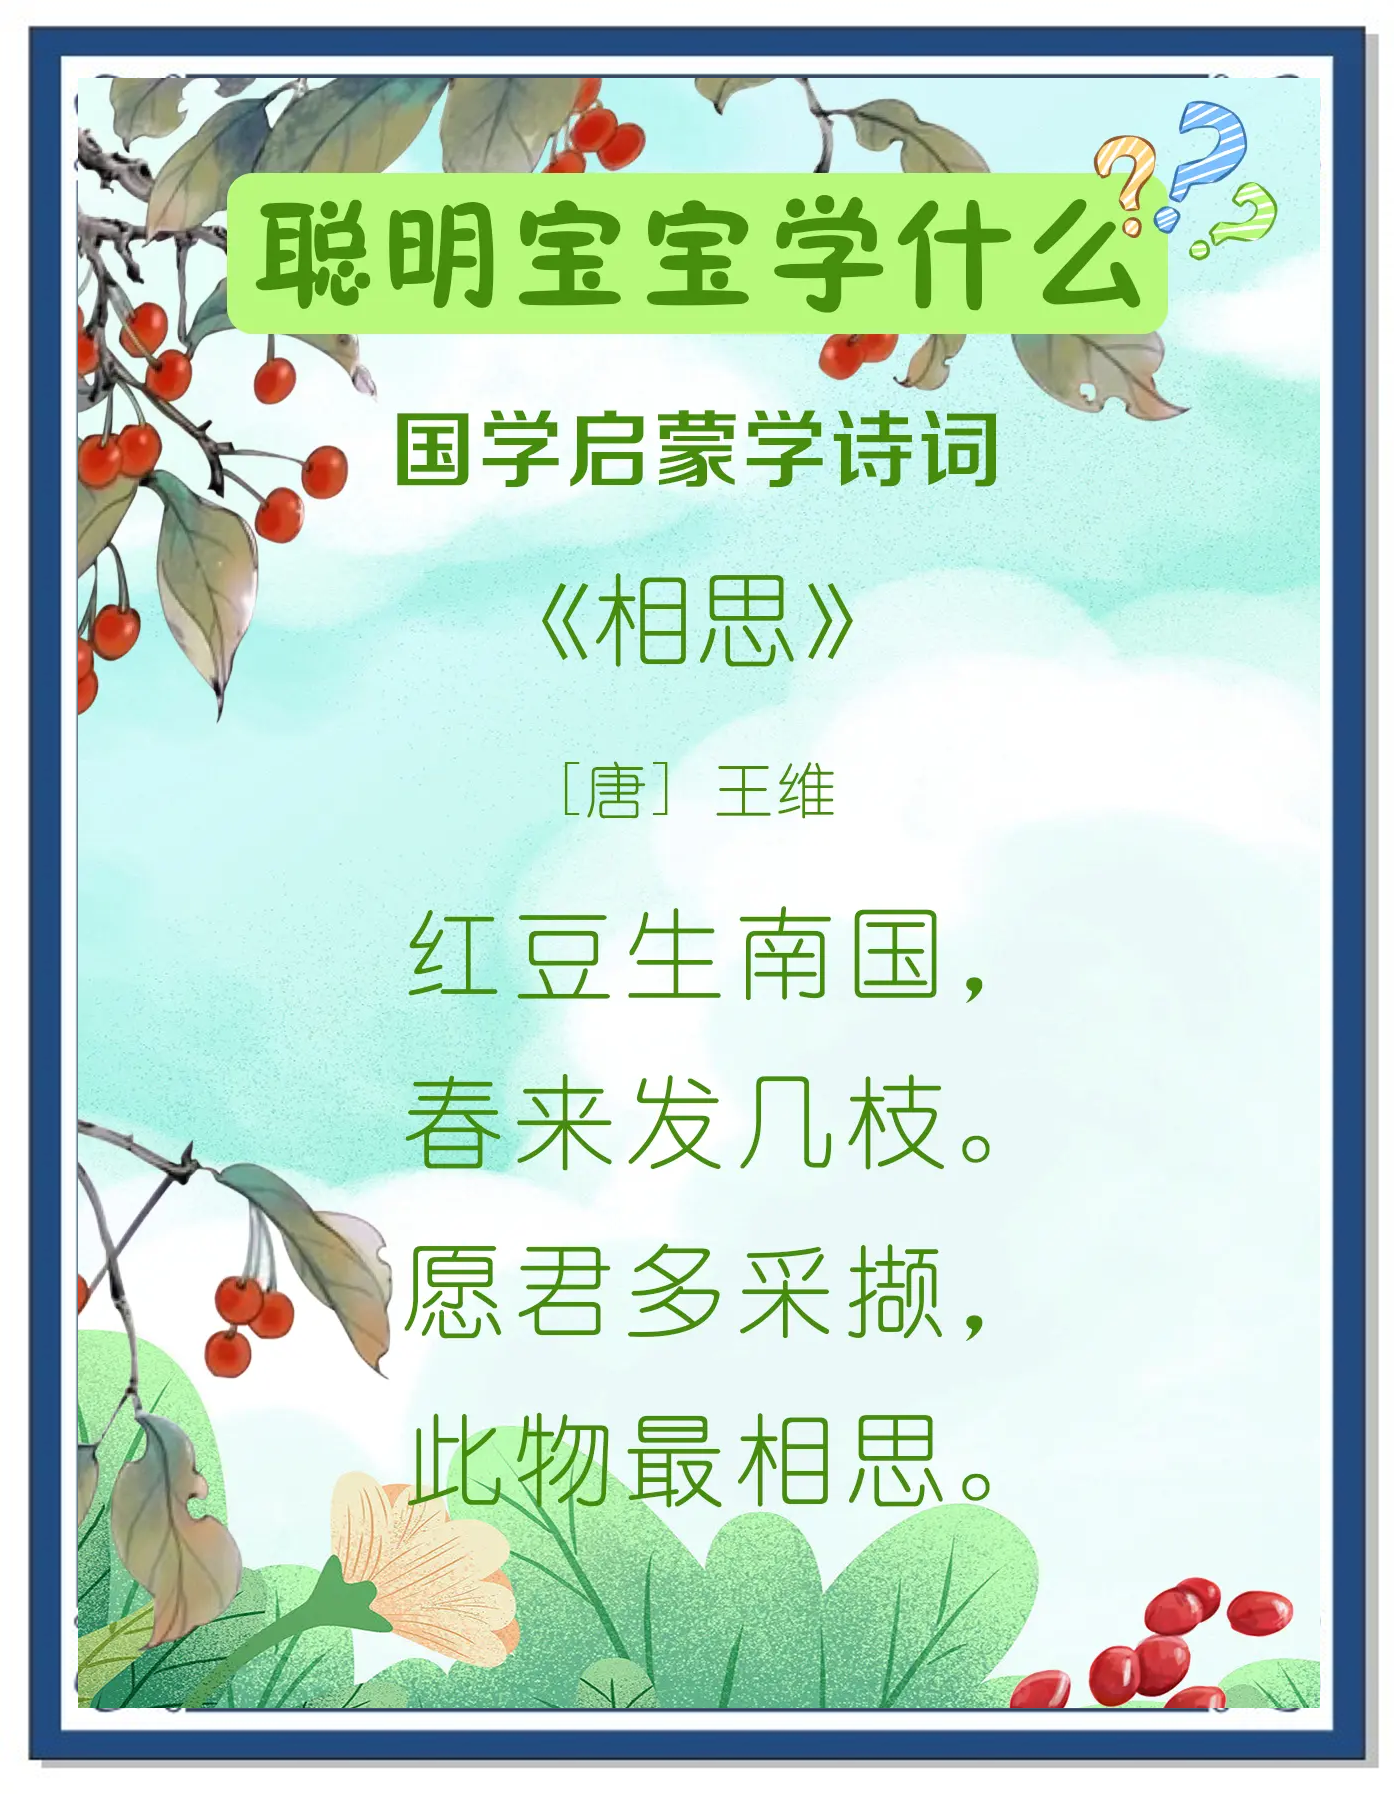 聪明宝宝学什么
国学启蒙学诗词
《相思》
［唐］ 王维
红豆生南国，
春来发几枝。
愿君多采撷，
此物最相思。